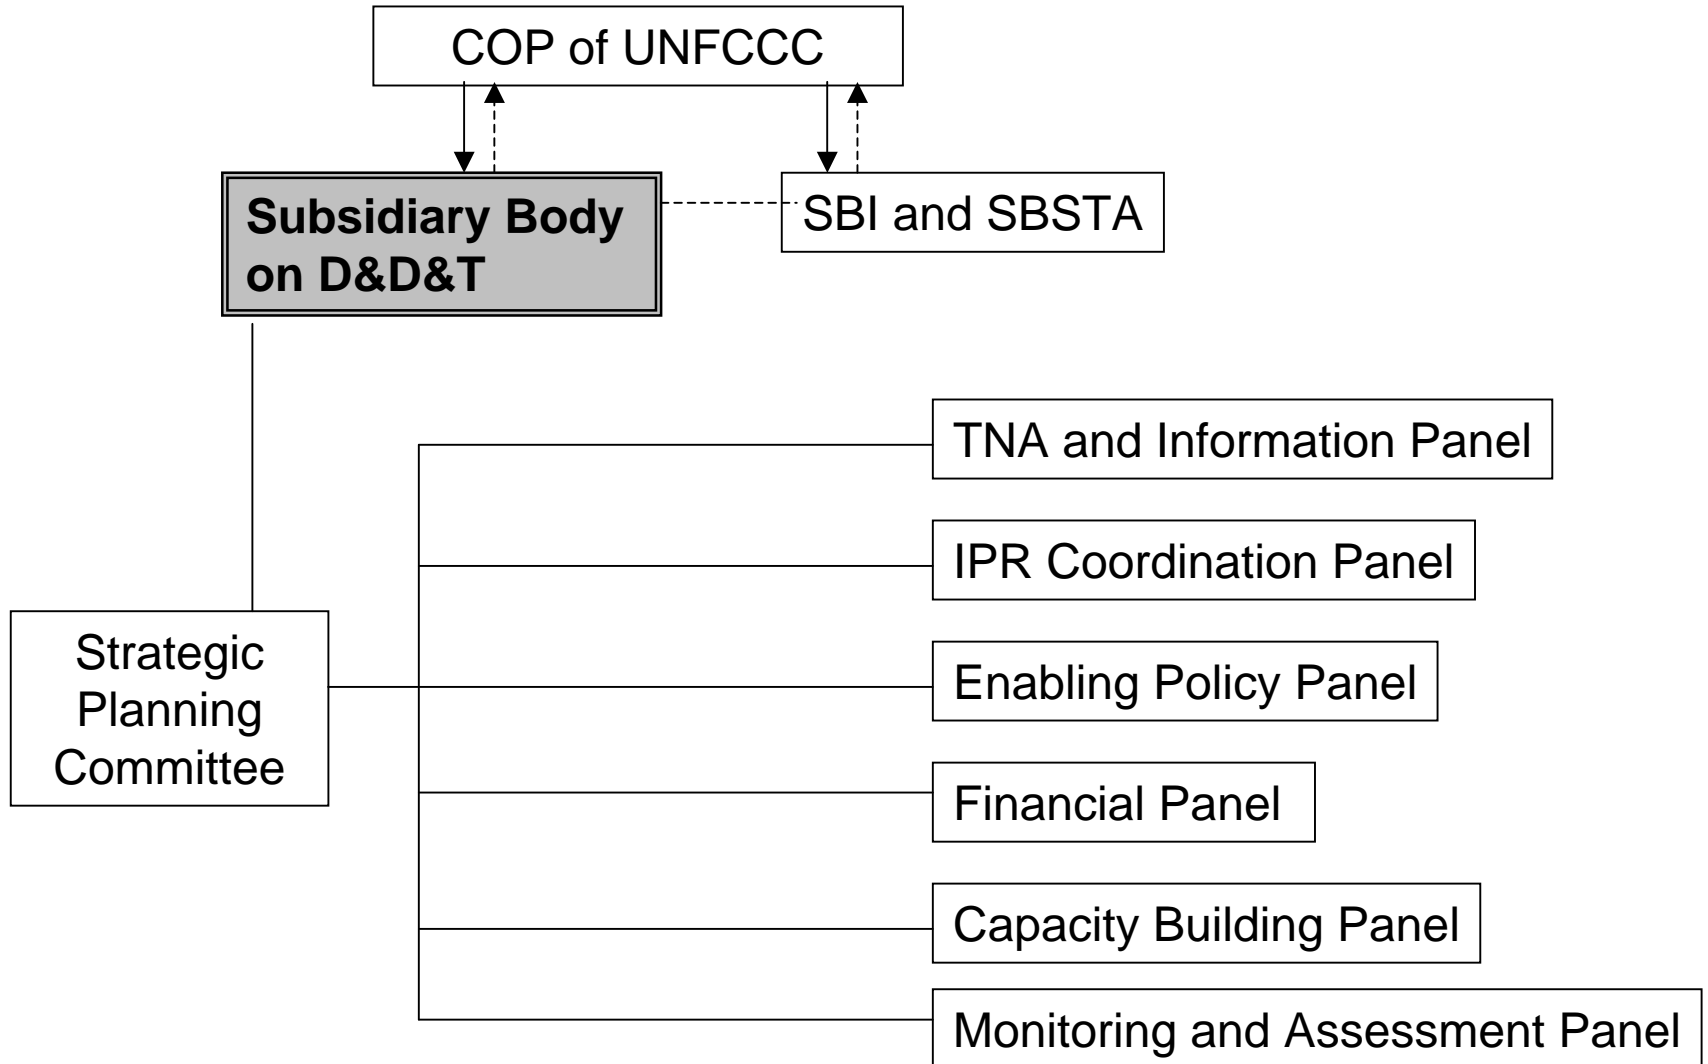 COP of UNFCCC
Subsidiary Body
on D&D&T
SBI and SBSTA
TNA and Information Panel
IPR Coordination Panel
Strategic
Planning
Committee
Enabling Policy Panel
Financial Panel
Capacity Building Panel
Monitoring and Assessment Panel